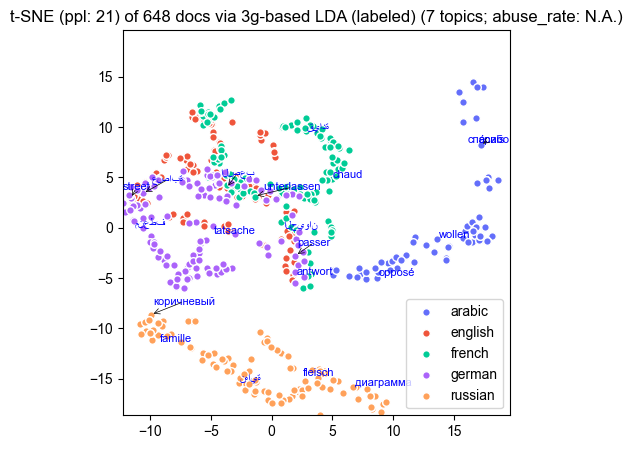 t-SNE (ppl: 21) of 648 docs via 3g-based LDA (labeled) (7 topics; abuse_rate: N.A.)
15
10
5
0
−5
−10
−15
−10
−5
0
5
10
15
chaud
street
unterlassen
tatsache
passer
antwort
wollen
opposé
коричневый
famille
fleisch
диаграмма
arabic
english
french
german
russian